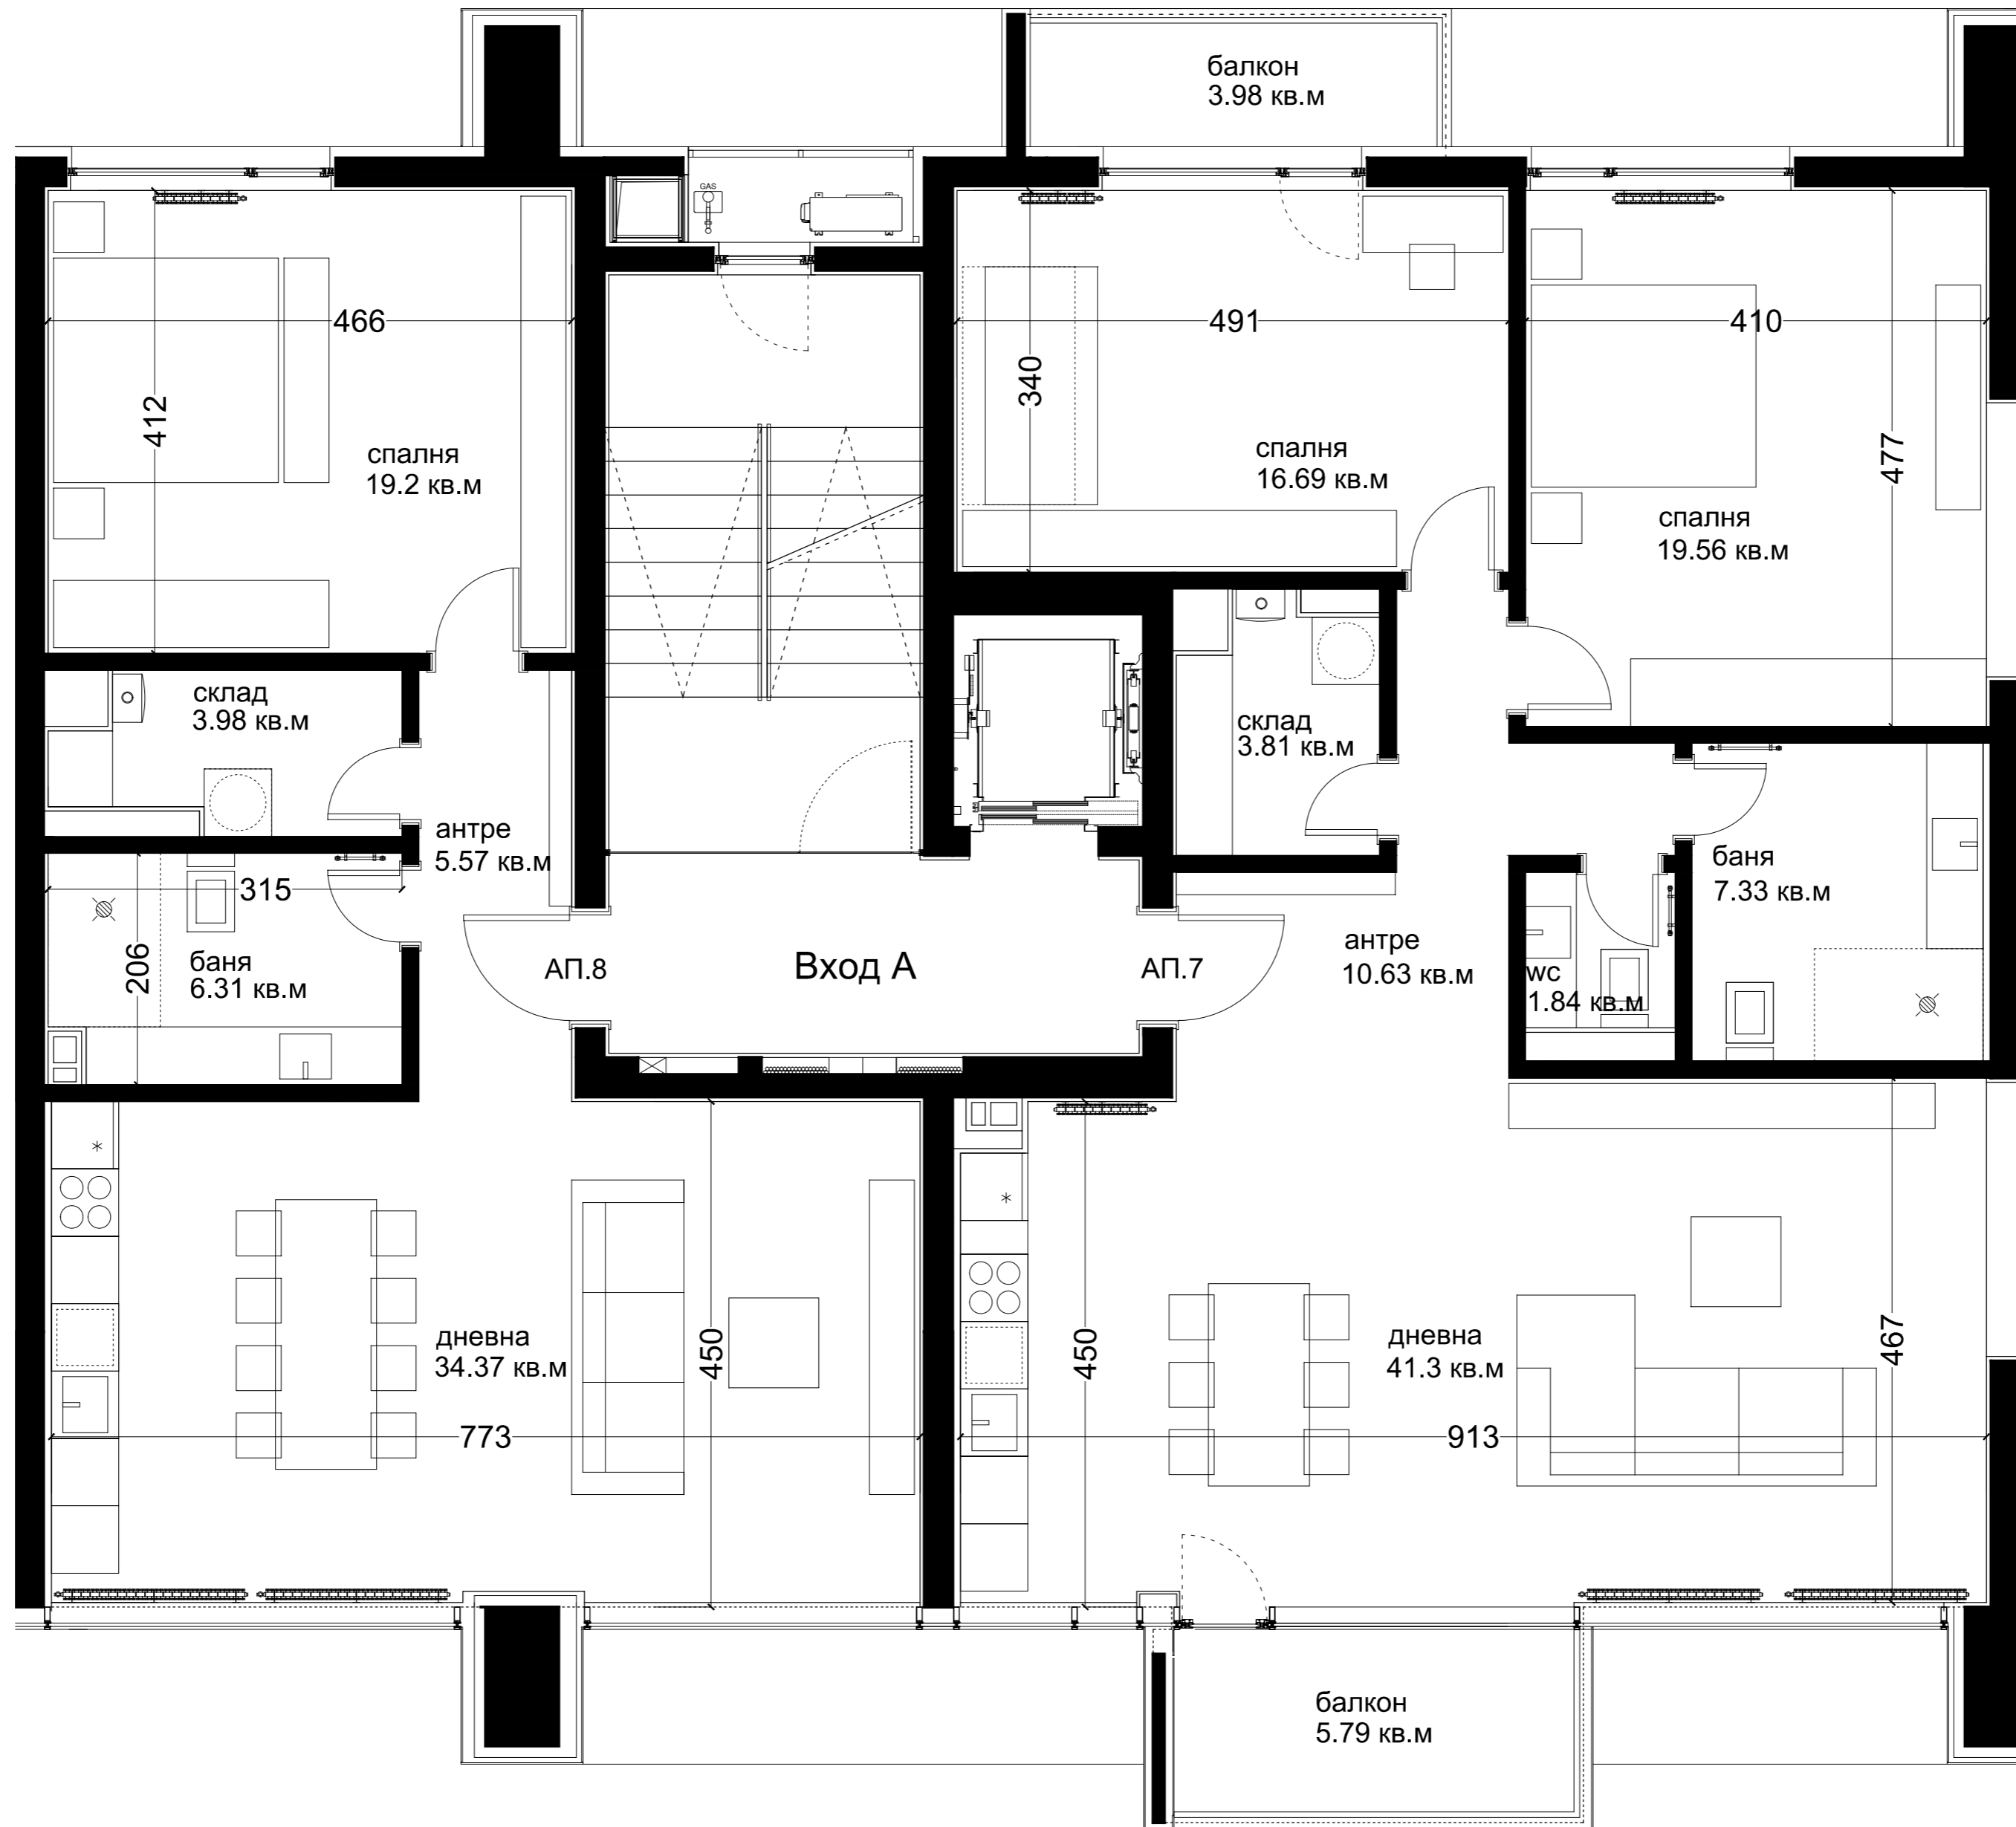 балкон
3.98 кв.м
GAS
466
412
спалня
19.2 кв.м
491
340
спалня
16.69 кв.м
410
477
спалня
19.56 кв.м
склад
3.98 кв.м
склад
3.81 кв.м
антре
5.57 кв.м
315
206
баня
6.31 кв.м
АП.8
Вход А
АП.7
антре
10.63 кв.м
wc
1.84 кв.м
баня
7.33 кв.м
дневна
34.37 кв.м
450
773
450
дневна
41.3 кв.м
467
913
балкон
5.79 кв.м